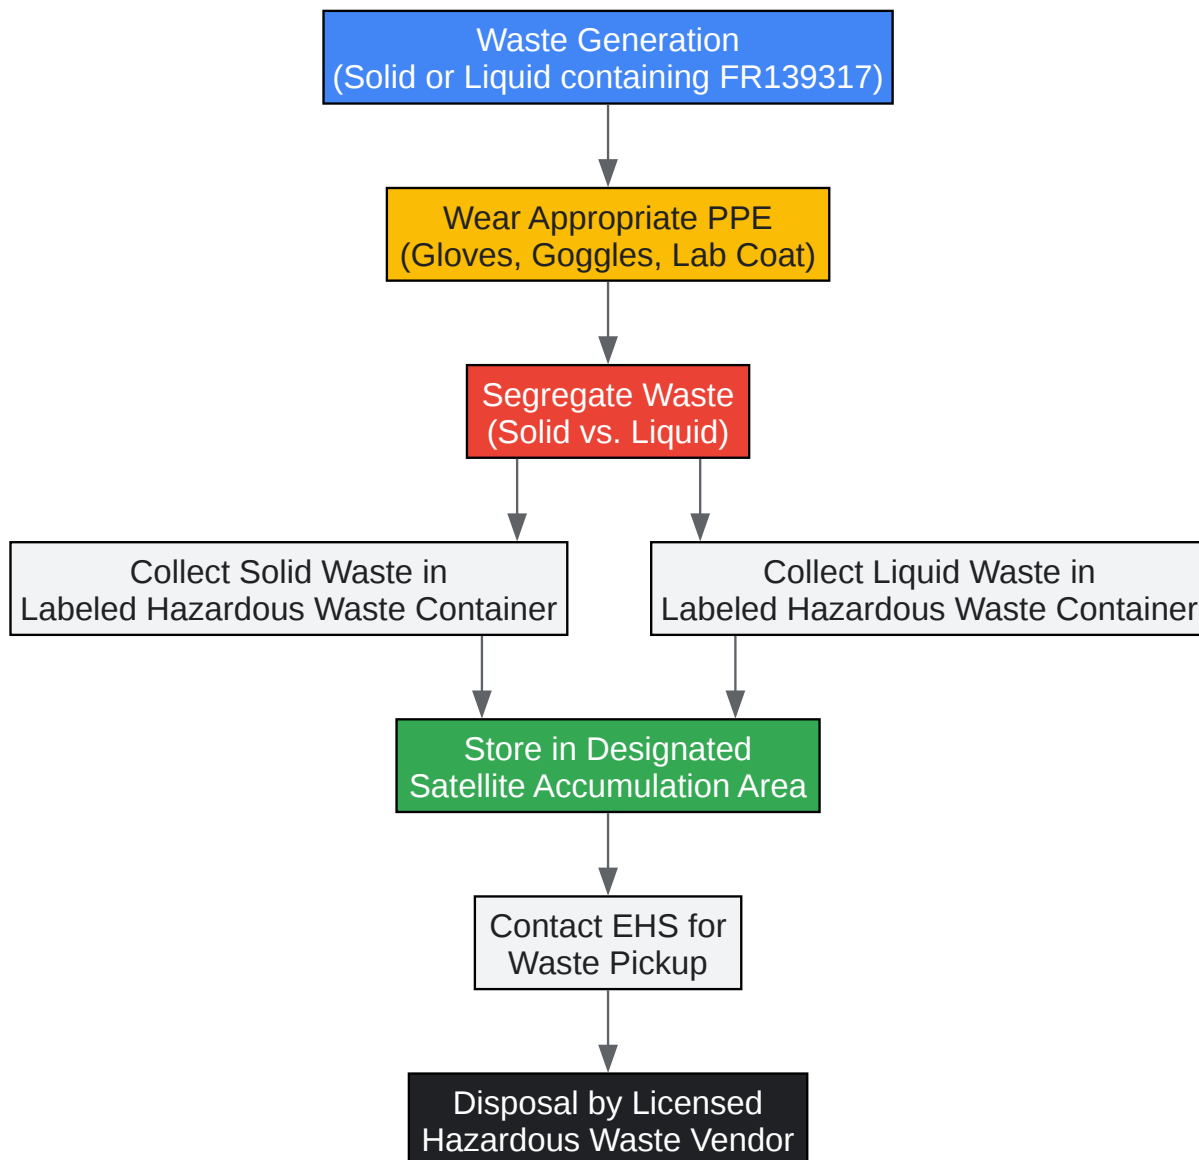 Waste Generation
(Solid or Liquid containing FR139317)
Wear Appropriate PPE
(Gloves, Goggles, Lab Coat)
Segregate Waste
(Solid vs. Liquid)
Collect Solid Waste in
Labeled Hazardous Waste Container
Collect Liquid Waste in
Labeled Hazardous Waste Container
Store in Designated
Satellite Accumulation Area
Contact EHS for
Waste Pickup
Disposal by Licensed
Hazardous Waste Vendor